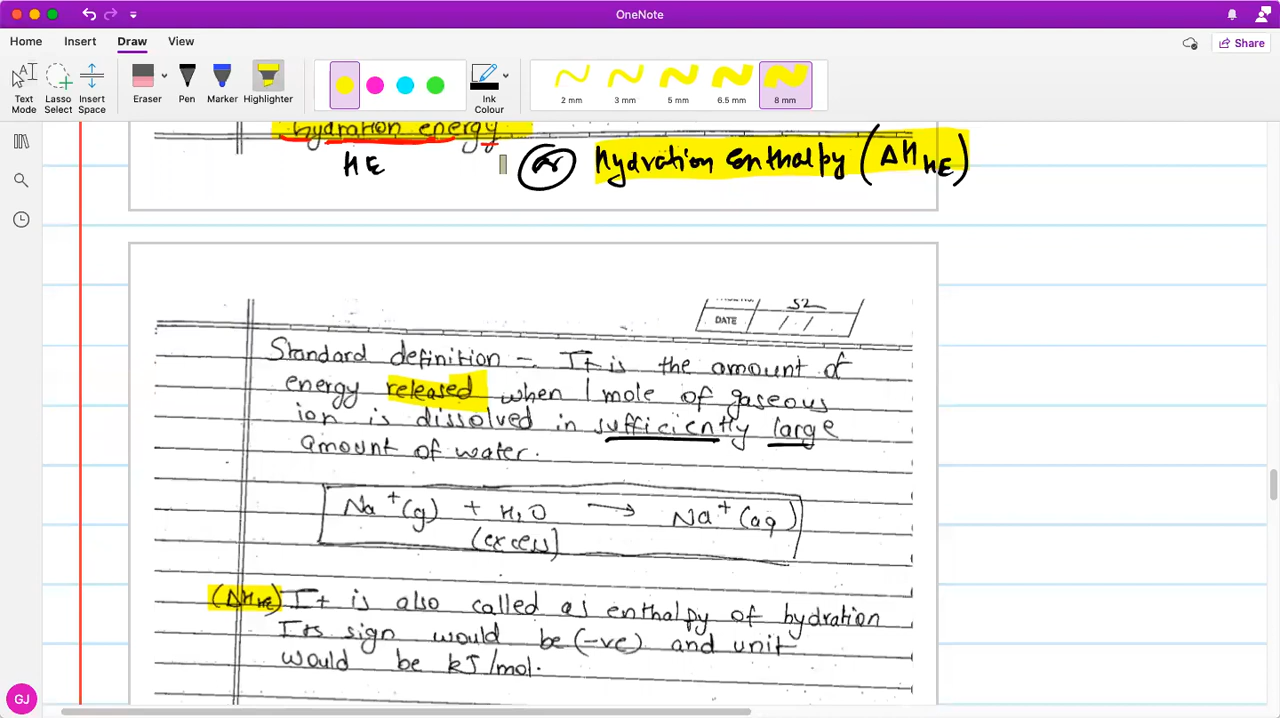 OneNote
Home Insert Draw View
Share
Text Mode
Lasso Select
Insert Space
Eraser
Pen
Marker
Highlighter
Ink Colour
2 mm
3 mm
5 mm
6.5 mm
8 mm
hydration energy
HE (or) Hydration Enthalpy (ΔH HE)
52
DATE / /
Standard definition - It is the amount of
energy released when 1 mole of gaseous
ion is dissolved in sufficiently large
amount of water.
Na+(g) + H2O → Na+(aq)
(excess)
(ΔH HE) It is also called as enthalpy of hydration
Its sign would be (-ve) and unit
would be kJ/mol.
GJ